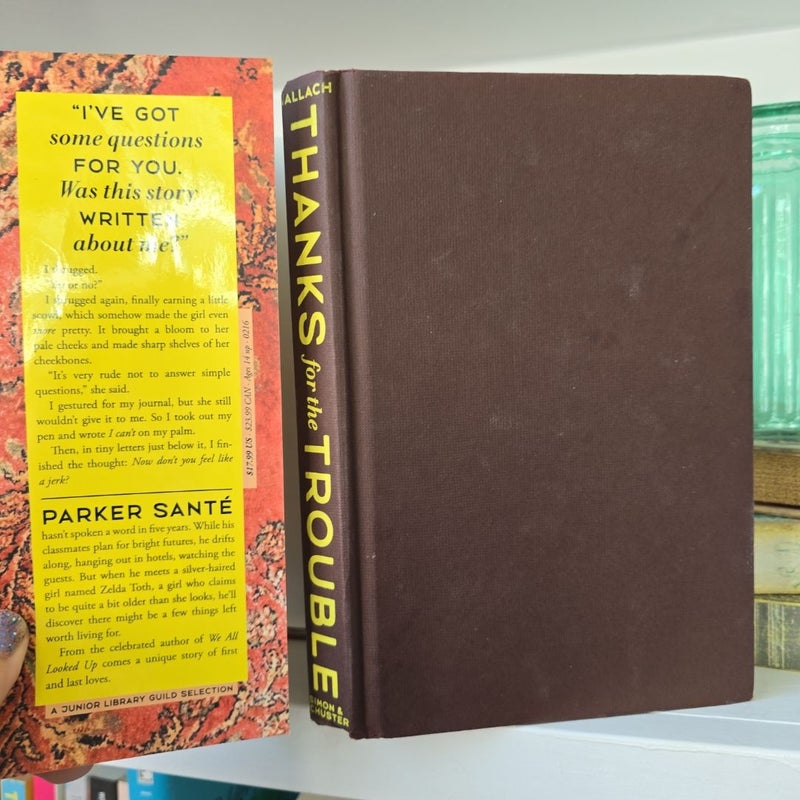 "I'VE GOT
some questions
FOR YOU.
Was this story
WRITTEN
about me?"
I shrugged.
or no?"
I shrugged again, finally earning a little
scowl, which somehow made the girl even
more pretty. It brought a bloom to her
pale cheeks and made sharp shelves of her
cheekbones.
"It's very rude not to answer simple
questions," she said.
I gestured for my journal, but she still
wouldn't give it to me. So I took out my
pen and wrote I can't on my palm.
Then, in tiny letters just below it, I fin-
ished the thought: Now don't you feel like
a jerk?
PARKER SANTÉ
hasn't spoken a word in five years. While his
classmates plan for bright futures, he drifts
along, hanging out in hotels, watching the
guests. But when he meets a silver-haired
girl named Zelda Toth, a girl who claims
to be quite a bit older than she looks, he'll
discover there might be a few things left
worth living for.
From the celebrated author of We All
Looked Up comes a unique story of first
and last loves.
A JUNIOR LIBRARY GUILD SELECTION
$17.99 US / $23.99 CAN · Ages 14 up · 0216
ALLACH
THANKS for the TROUBLE
SIMON &
SCHUSTER